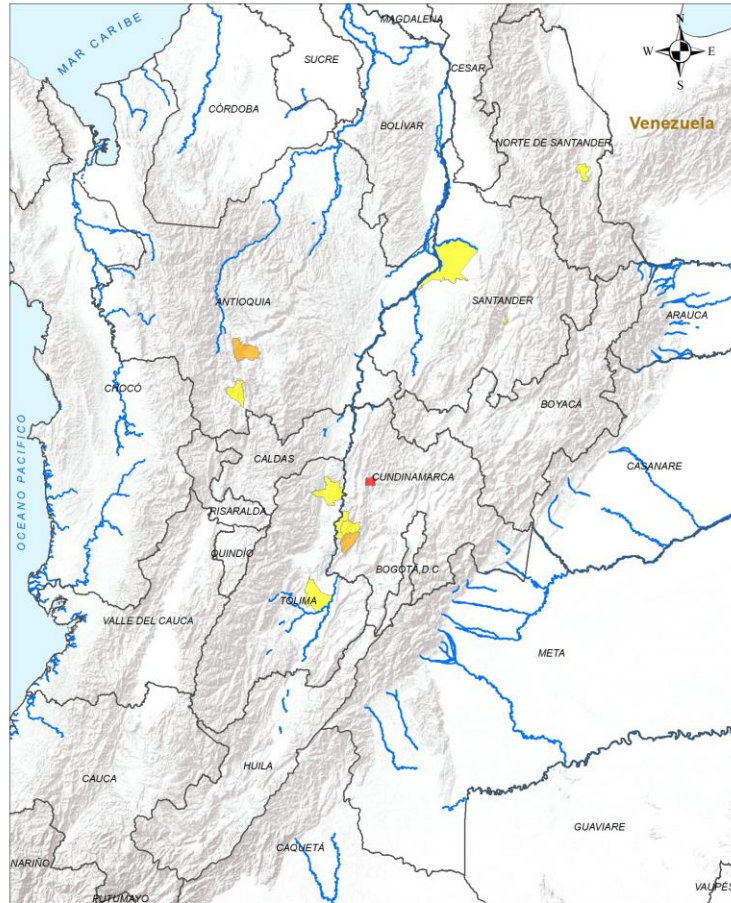 MAGDALENA
MAR CARIBE
N
W
E
S
SUCRE
CESAR
CÓRDOBA
BOLÍVAR
Venezuela
NORTE DE SANTANDER
ANTIOQUIA
SANTANDER
ARAUCA
CHOCÓ
BOYACÁ
CALDAS
CUNDINAMARCA
CASANARE
OCEANO PACIFICO
RISARALDA
QUINDÍO
BOGOTÁ, D.C
TOLIMA
VALLE DEL CAUCA
META
HUILA
CAUCA
GUAVIARE
CAQUETÁ
NARIÑO
PUTUMAYO
VAUPÉS